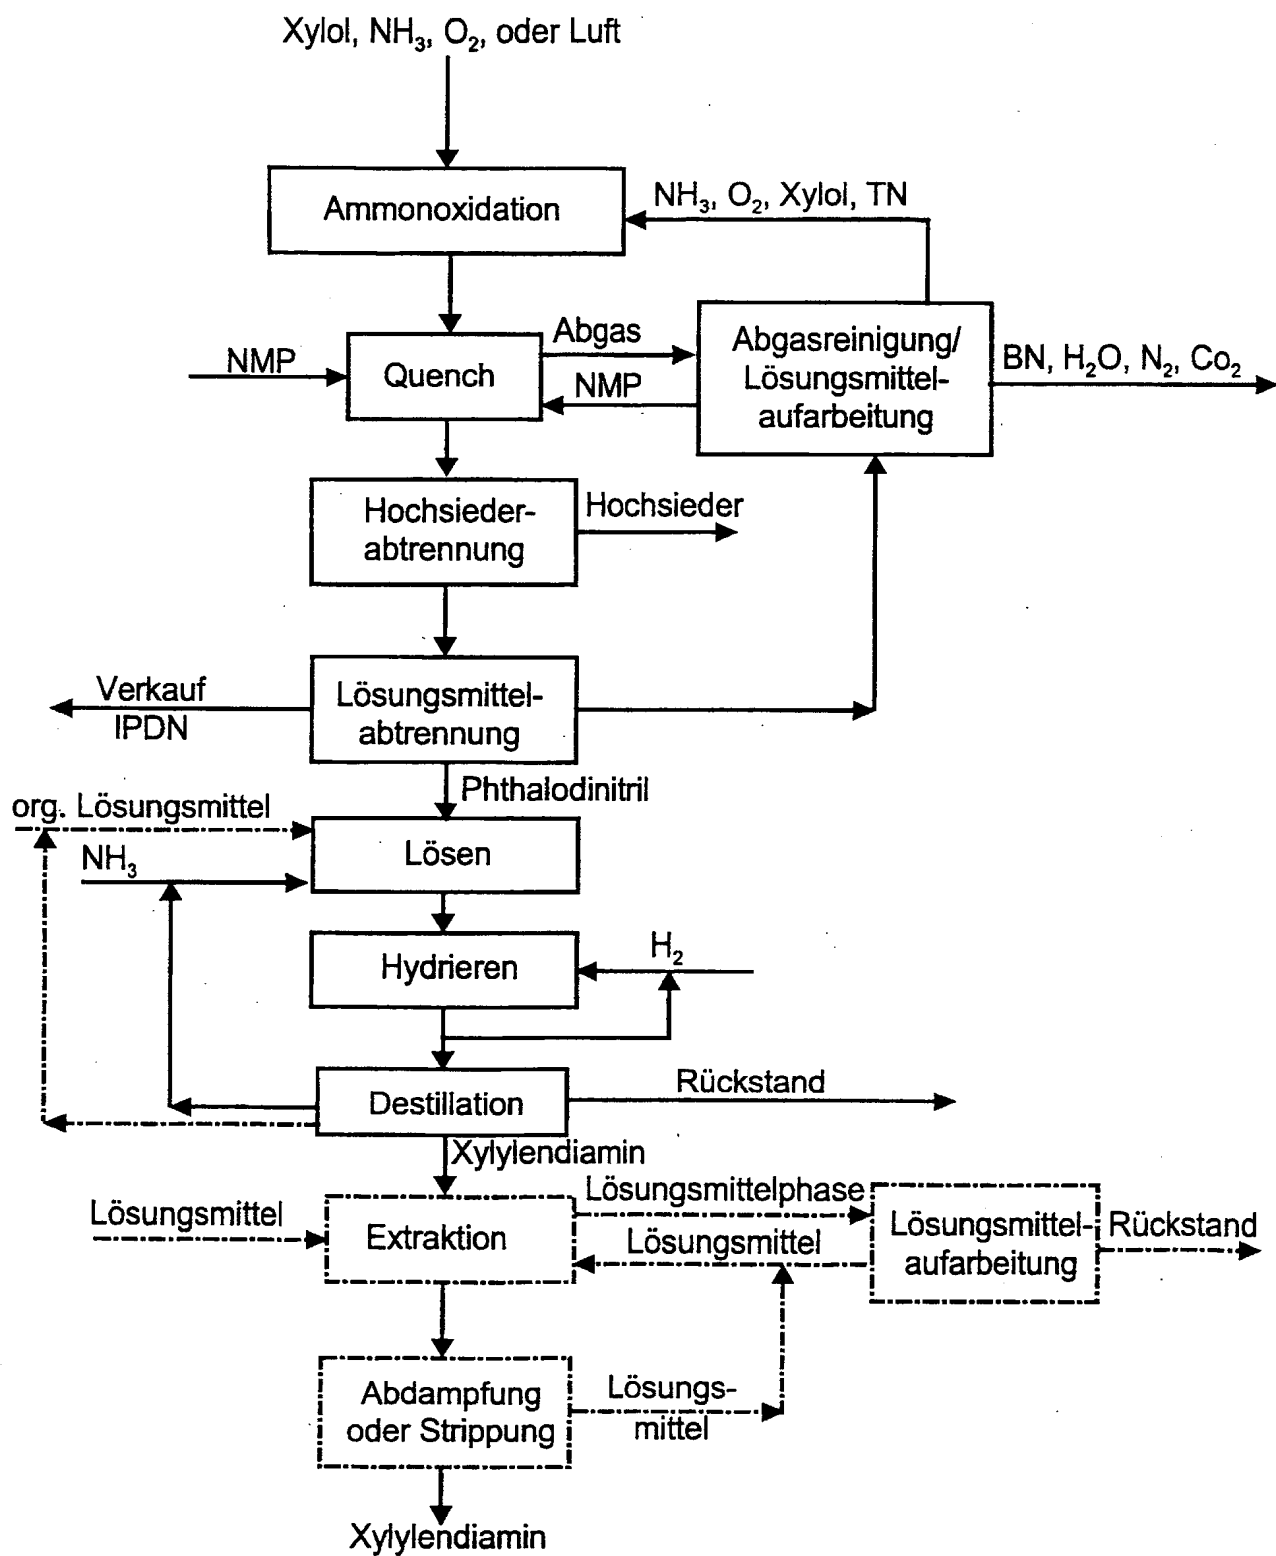 Xylol, NH₃, O₂, oder Luft
Ammonoxidation
NH₃, O₂, Xylol, TN
NMP
Quench
Abgas
NMP
Abgasreinigung/
Lösungsmittel-
aufarbeitung
BN, H₂O, N₂, Co₂
Hochsieder-
abtrennung
Hochsieder
Verkauf
IPDN
Lösungsmittel-
abtrennung
Phthalodinitril
org. Lösungsmittel
NH₃
Lösen
Hydrieren
H₂
Destillation
Rückstand
Xylylendiamin
Lösungsmittel
Extraktion
Lösungsmittelphase
Lösungsmittel
Lösungsmittel-
aufarbeitung
Rückstand
Abdampfung
oder Strippung
Lösungs-
mittel
Xylylendiamin